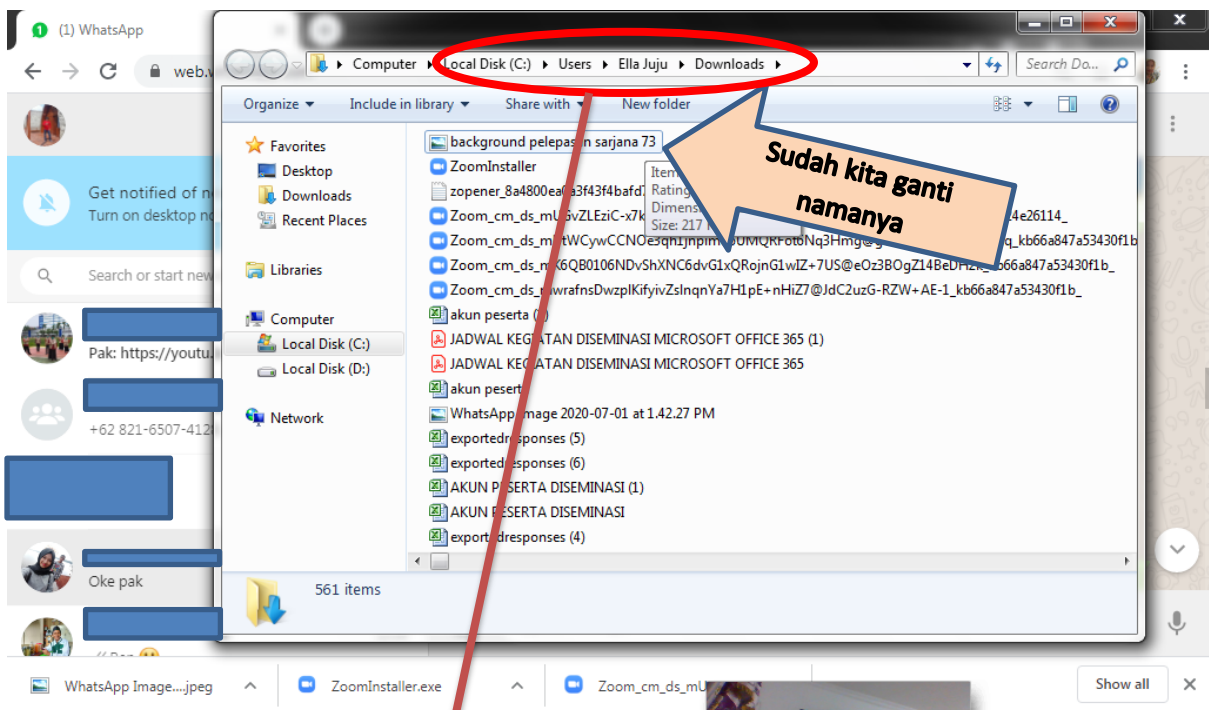 (1) WhatsApp
web.
Computer ▸ Local Disk (C:) ▸ Users ▸ Ella Juju ▸ Downloads ▸
Search Do...
Organize Include in library Share with New folder
Favorites
Desktop
Downloads
Recent Places
Libraries
Computer
Local Disk (C:)
Local Disk (D:)
Network
background pelepasan sarjana 73
ZoomInstaller
Size: 217
akun peserta
JADWAL KEGIATAN DISEMINASI MICROSOFT OFFICE 365 (1)
JADWAL KEGIATAN DISEMINASI MICROSOFT OFFICE 365
akun peserta
WhatsApp Image 2020-07-01 at 1.42.27 PM
exportedresponses (5)
exportedresponses (6)
AKUN PESERTA DISEMINASI (1)
AKUN PESERTA DISEMINASI
exportedresponses (4)
561 items
Sudah kita ganti
namanya
Get notified of
Turn on desktop
Search or start new
Pak: https://youtu.
+62 821-6507-412
Oke pak
WhatsApp Image....jpeg
ZoomInstaller.exe
Zoom_cm_ds_m
Show all